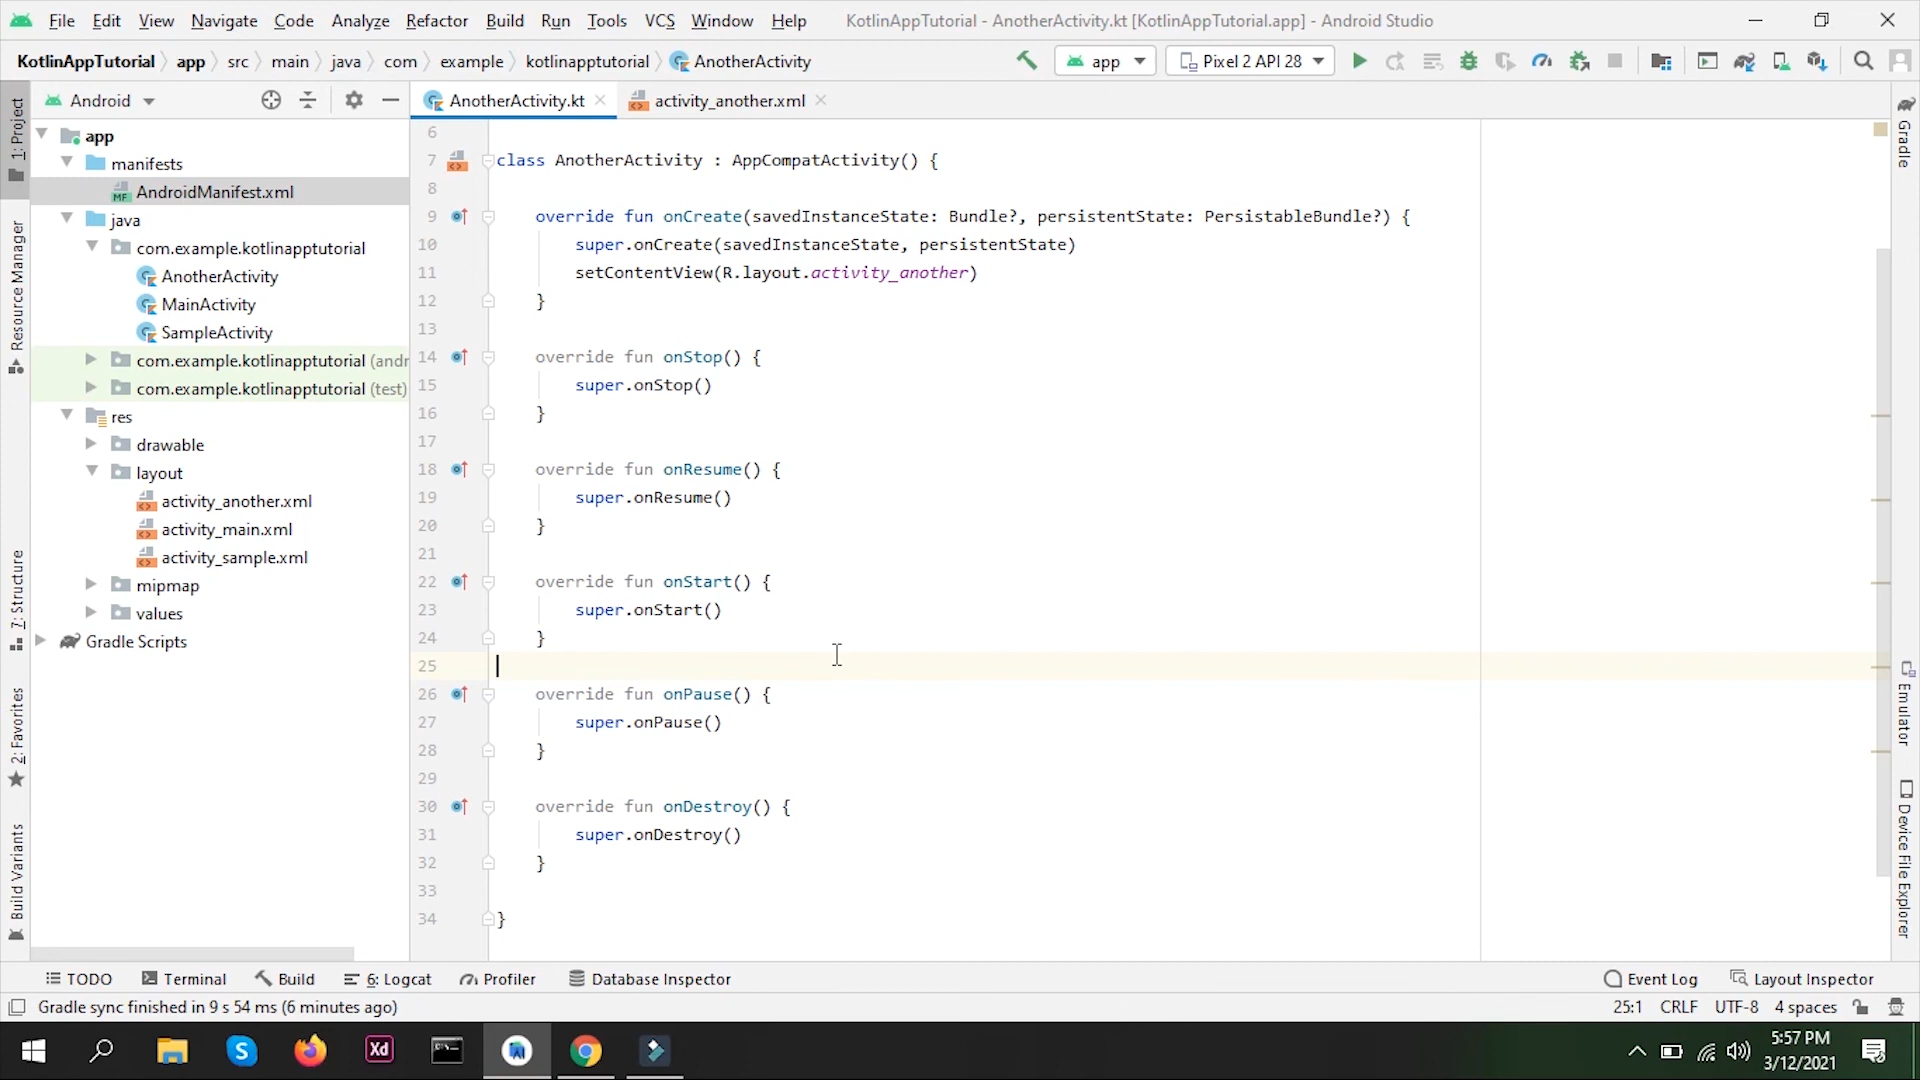 File Edit View Navigate Code Analyze Refactor Build Run Tools VCS Window Help KotlinAppTutorial - AnotherActivity.kt [KotlinAppTutorial.app] - Android Studio
KotlinAppTutorial app src main java com example kotlinapptutorial AnotherActivity app Pixel 2 API 28
Android AnotherActivity.kt activity_another.xml
1: Project
Resource Manager
7: Structure
2: Favorites
Build Variants
app
manifests
AndroidManifest.xml
MF
java
com.example.kotlinapptutorial
AnotherActivity
MainActivity
SampleActivity
com.example.kotlinapptutorial (andr
com.example.kotlinapptutorial (test)
res
drawable
layout
activity_another.xml
activity_main.xml
activity_sample.xml
mipmap
values
Gradle Scripts
6
7 class AnotherActivity : AppCompatActivity() {
8
9 override fun onCreate(savedInstanceState: Bundle?, persistentState: PersistableBundle?) {
10 super.onCreate(savedInstanceState, persistentState)
11 setContentView(R.layout.activity_another)
12 }
13
14 override fun onStop() {
15 super.onStop()
16 }
17
18 override fun onResume() {
19 super.onResume()
20 }
21
22 override fun onStart() {
23 super.onStart()
24 }
25
26 override fun onPause() {
27 super.onPause()
28 }
29
30 override fun onDestroy() {
31 super.onDestroy()
32 }
33
34 }
Gradle
Emulator
Device File Explorer
TODO Terminal Build 6: Logcat Profiler Database Inspector Event Log Layout Inspector
Gradle sync finished in 9 s 54 ms (6 minutes ago) 25:1 CRLF UTF-8 4 spaces
Xd
5:57 PM
3/12/2021